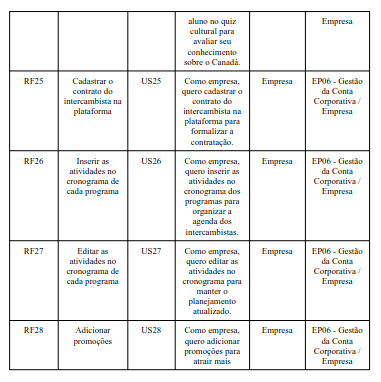 aluno no quiz
cultural para
avaliar seu
conhecimento
sobre o Canadá.
Empresa
RF25
Cadastrar o
contrato do
intercambista na
plataforma
US25
Como empresa,
quero cadastrar o
contrato do
intercambista na
plataforma para
formalizar a
contratação.
Empresa
EP06 - Gestão
da Conta
Corporativa /
Empresa
RF26
Inserir as
atividades no
cronograma de
cada programa
US26
Como empresa,
quero inserir as
atividades no
cronograma dos
programas para
organizar a
agenda dos
intercambistas.
Empresa
EP06 - Gestão
da Conta
Corporativa /
Empresa
RF27
Editar as
atividades no
cronograma de
cada programa
US27
Como empresa,
quero editar as
atividades no
cronograma para
manter o
planejamento
atualizado.
Empresa
EP06 - Gestão
da Conta
Corporativa /
Empresa
RF28
Adicionar
promoções
US28
Como empresa,
quero adicionar
promoções para
atrair mais
Empresa
EP06 - Gestão
da Conta
Corporativa /
Empresa